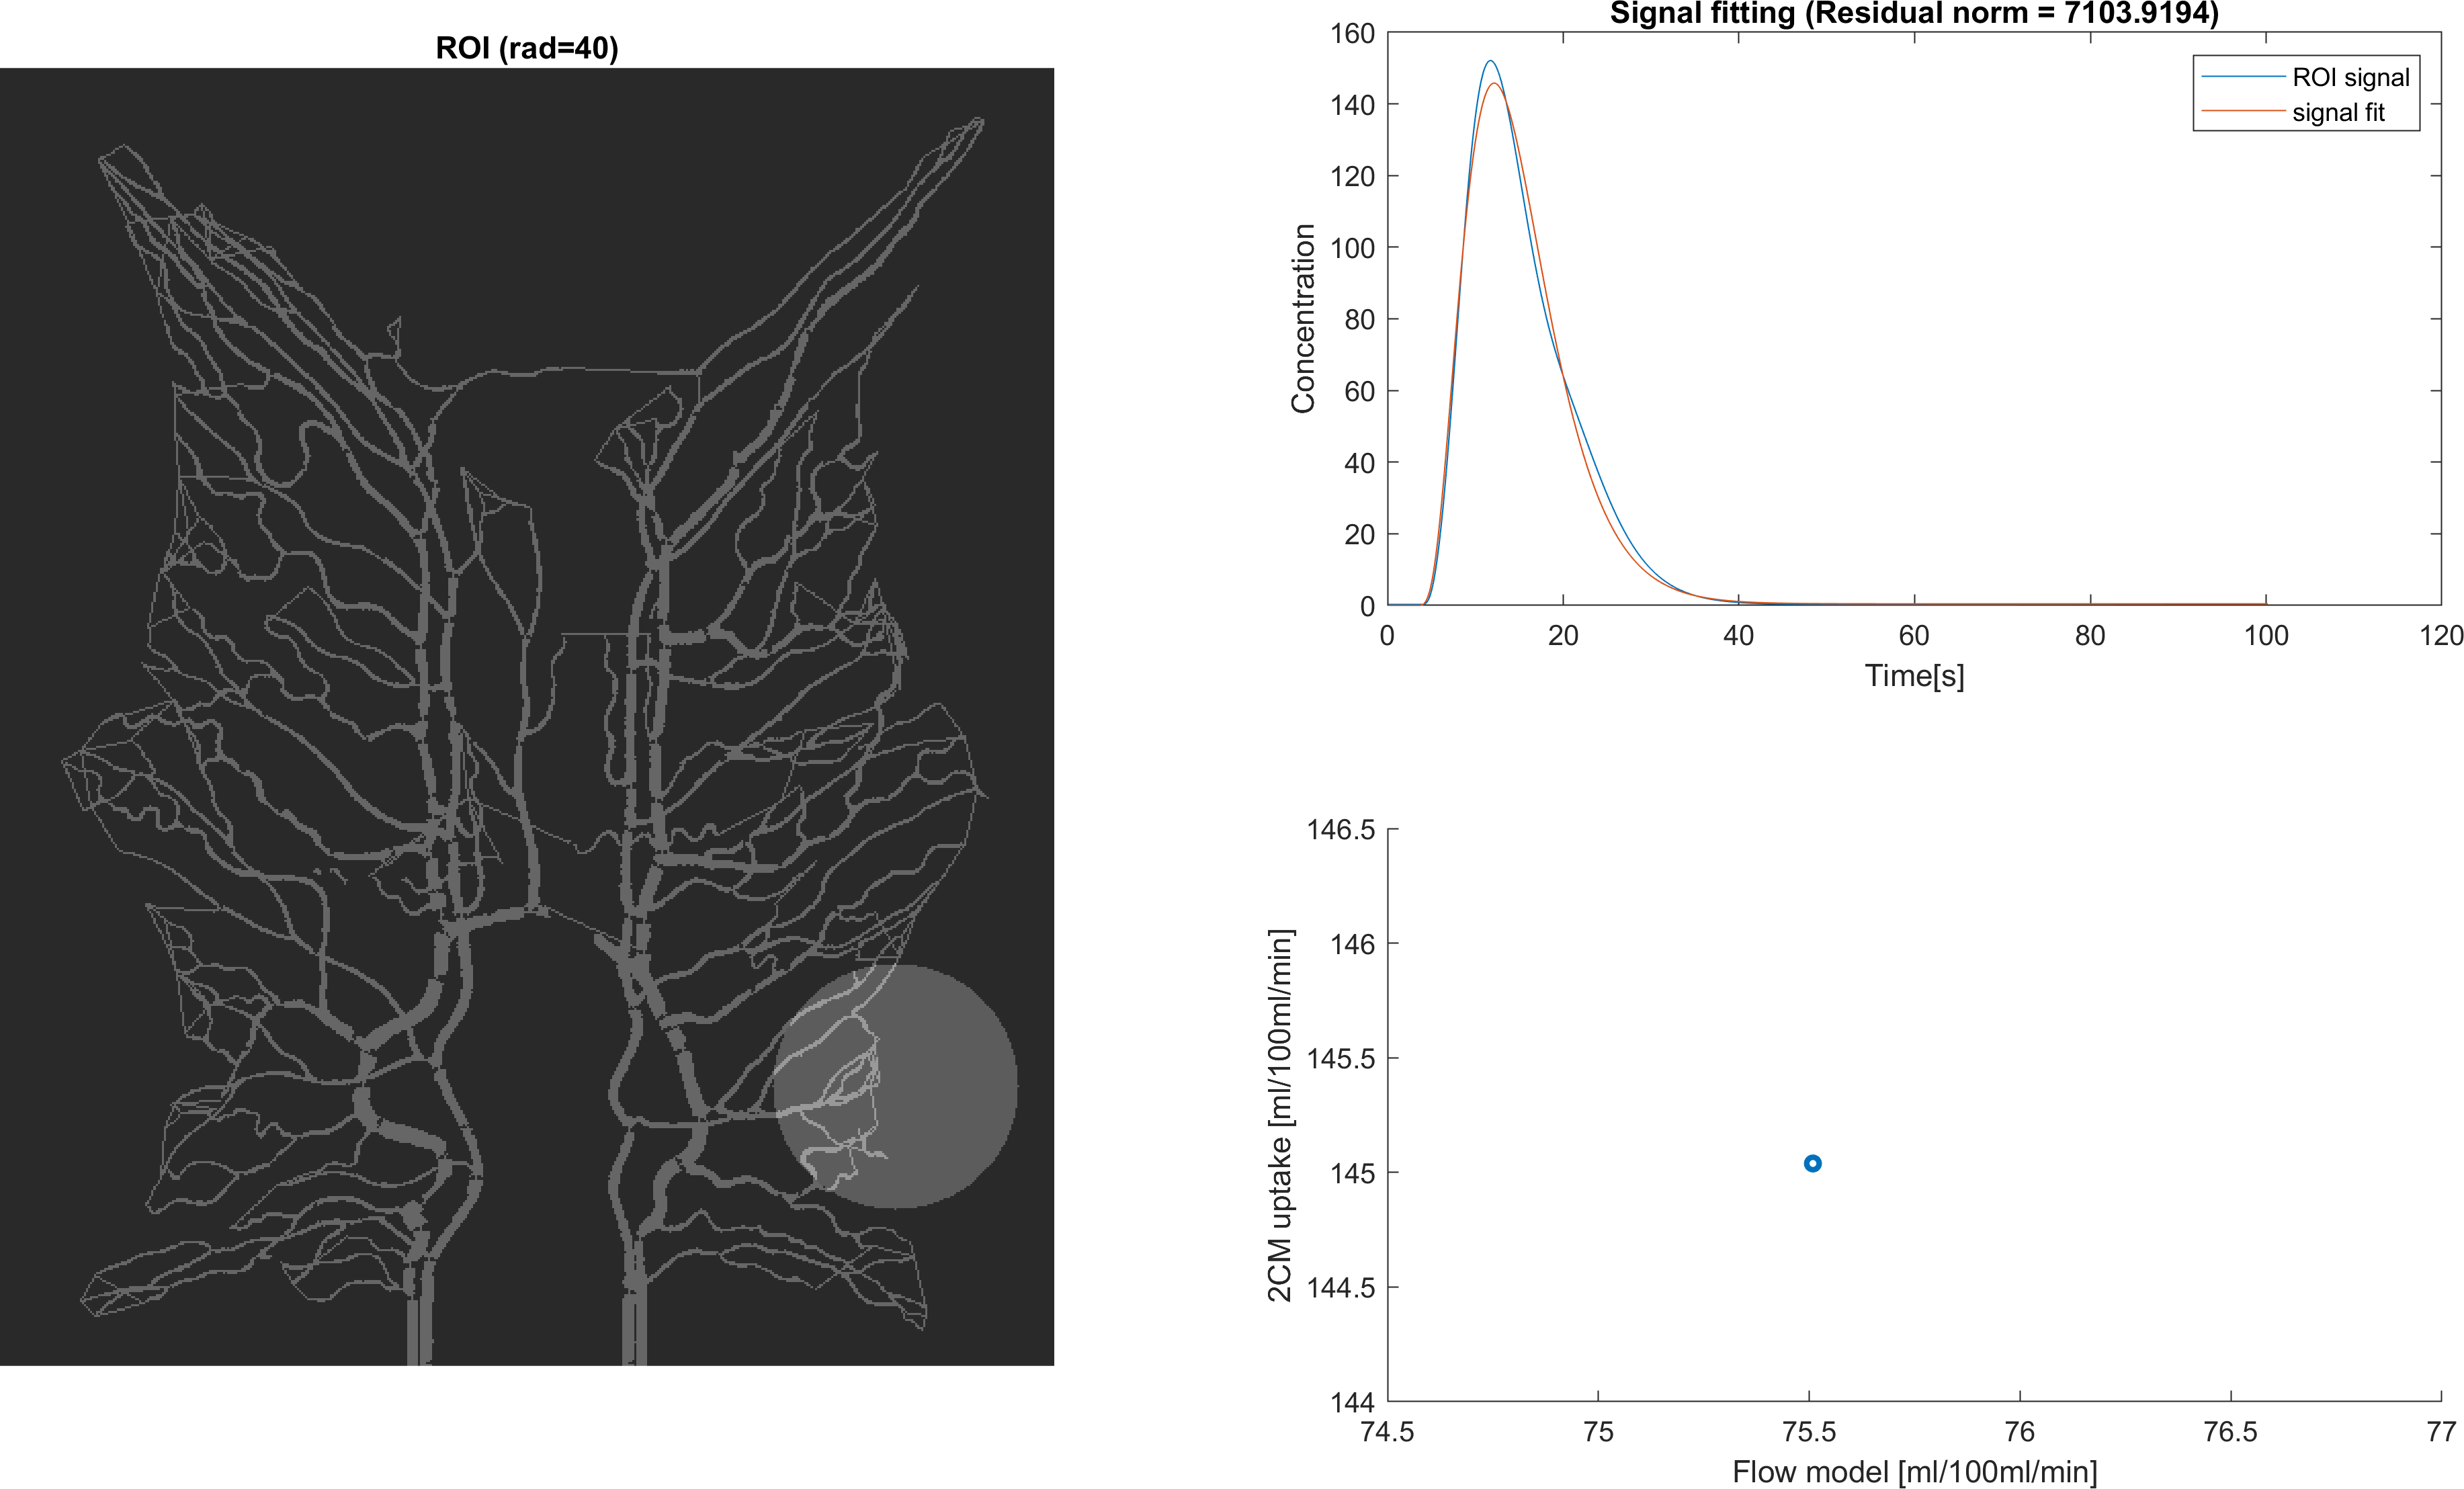 ROI (rad=40)
Signal fitting (Residual norm = 7103.9194)
160
140
120
100
80
60
40
20
0
Concentration
ROI signal
signal fit
0 20 40 60 80 100 120
Time[s]
146.5
146
145.5
145
144.5
144
2CM uptake [ml/100ml/min]
74.5 75 75.5 76 76.5 77
Flow model [ml/100ml/min]